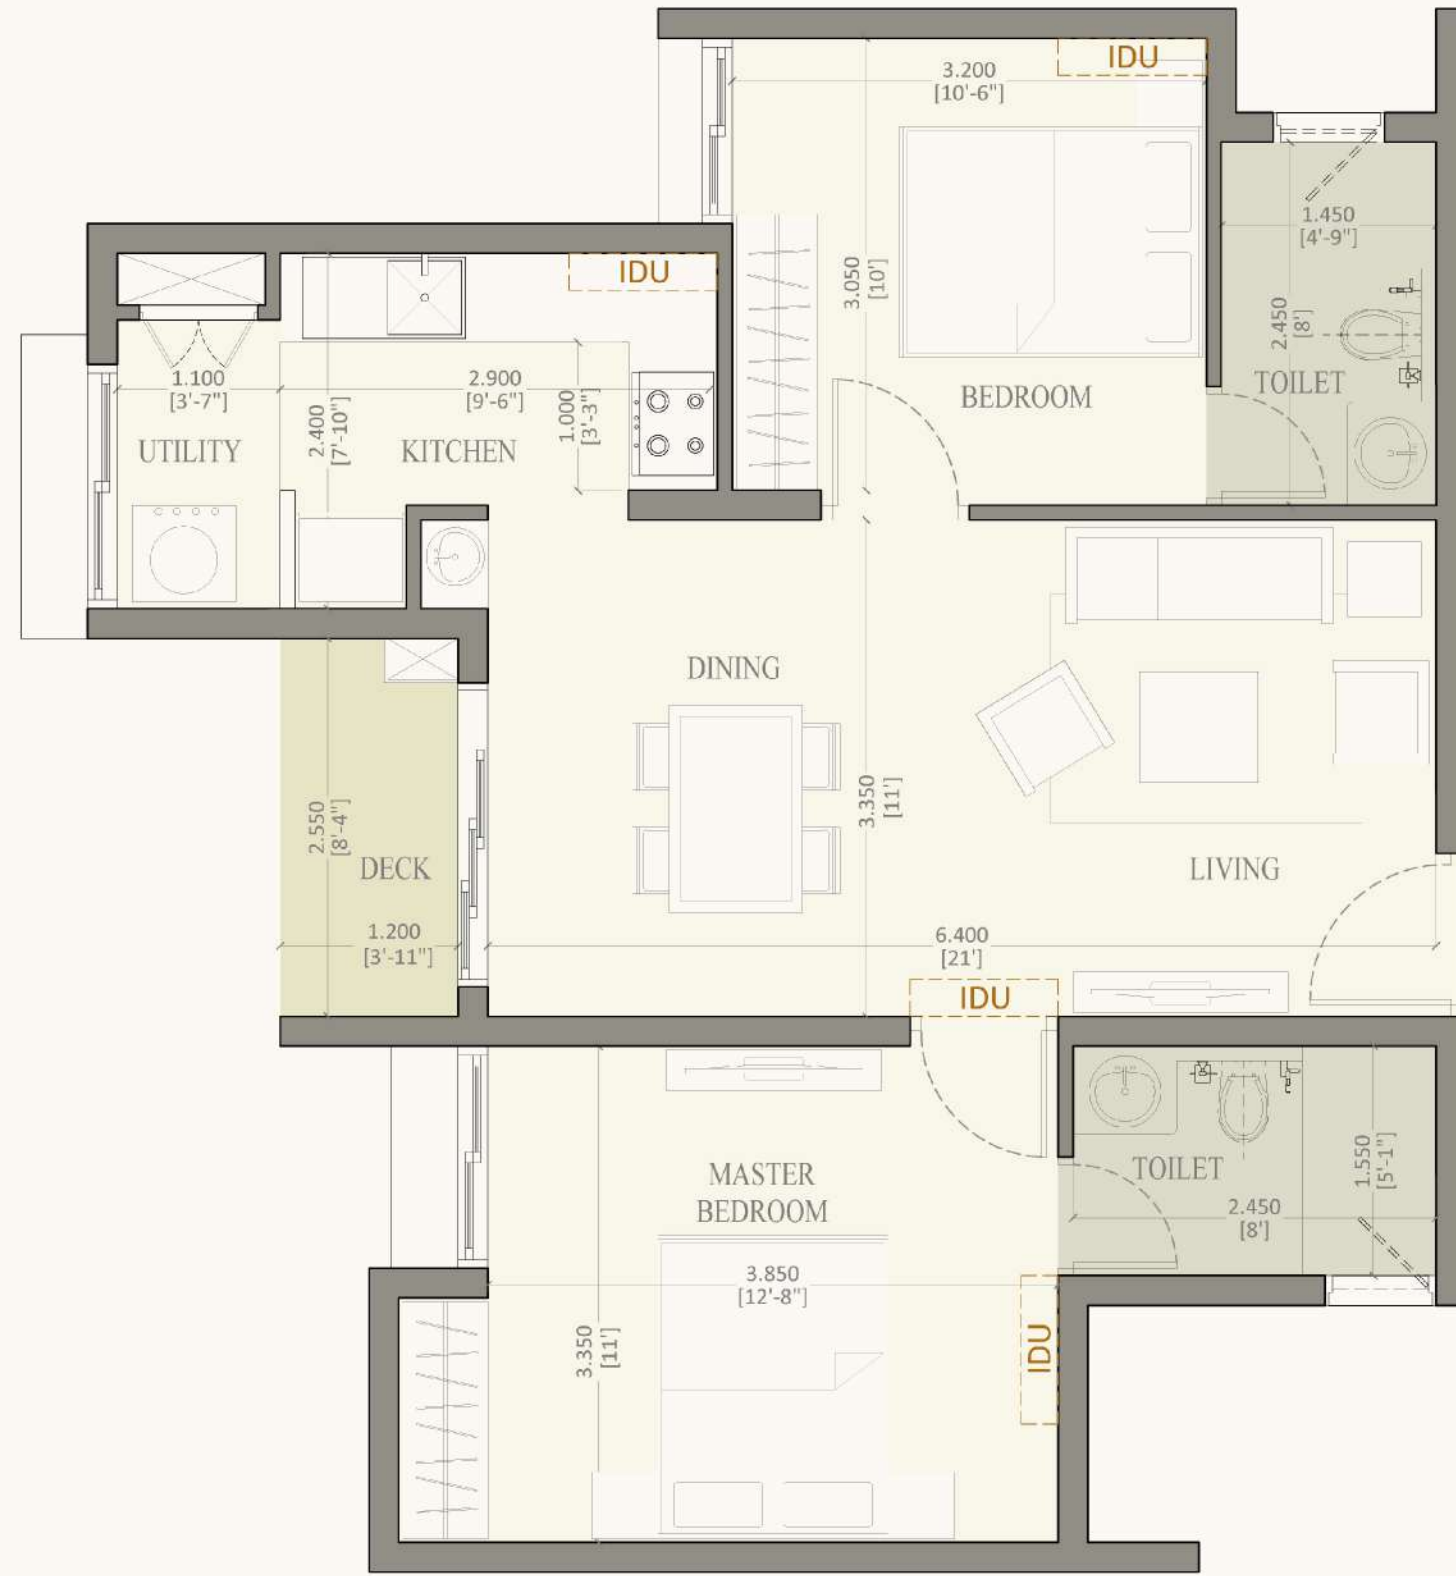 IDU
3.200
[10'-6"]
1.450
[4'-9"]
IDU
3.050
[10']
2.450
[8']
1.100
[3'-7"]
2.900
[9'-6"]
1.000
[3'-3"]
2.400
[7'-10"]
BEDROOM
TOILET
UTILITY
KITCHEN
DINING
3.350
[11']
2.550
[8'-4"]
DECK
LIVING
1.200
[3'-11"]
6.400
[21']
IDU
MASTER
BEDROOM
TOILET
1.550
[5'-1"]
2.450
[8']
3.850
[12'-8"]
3.350
[11']
IDU